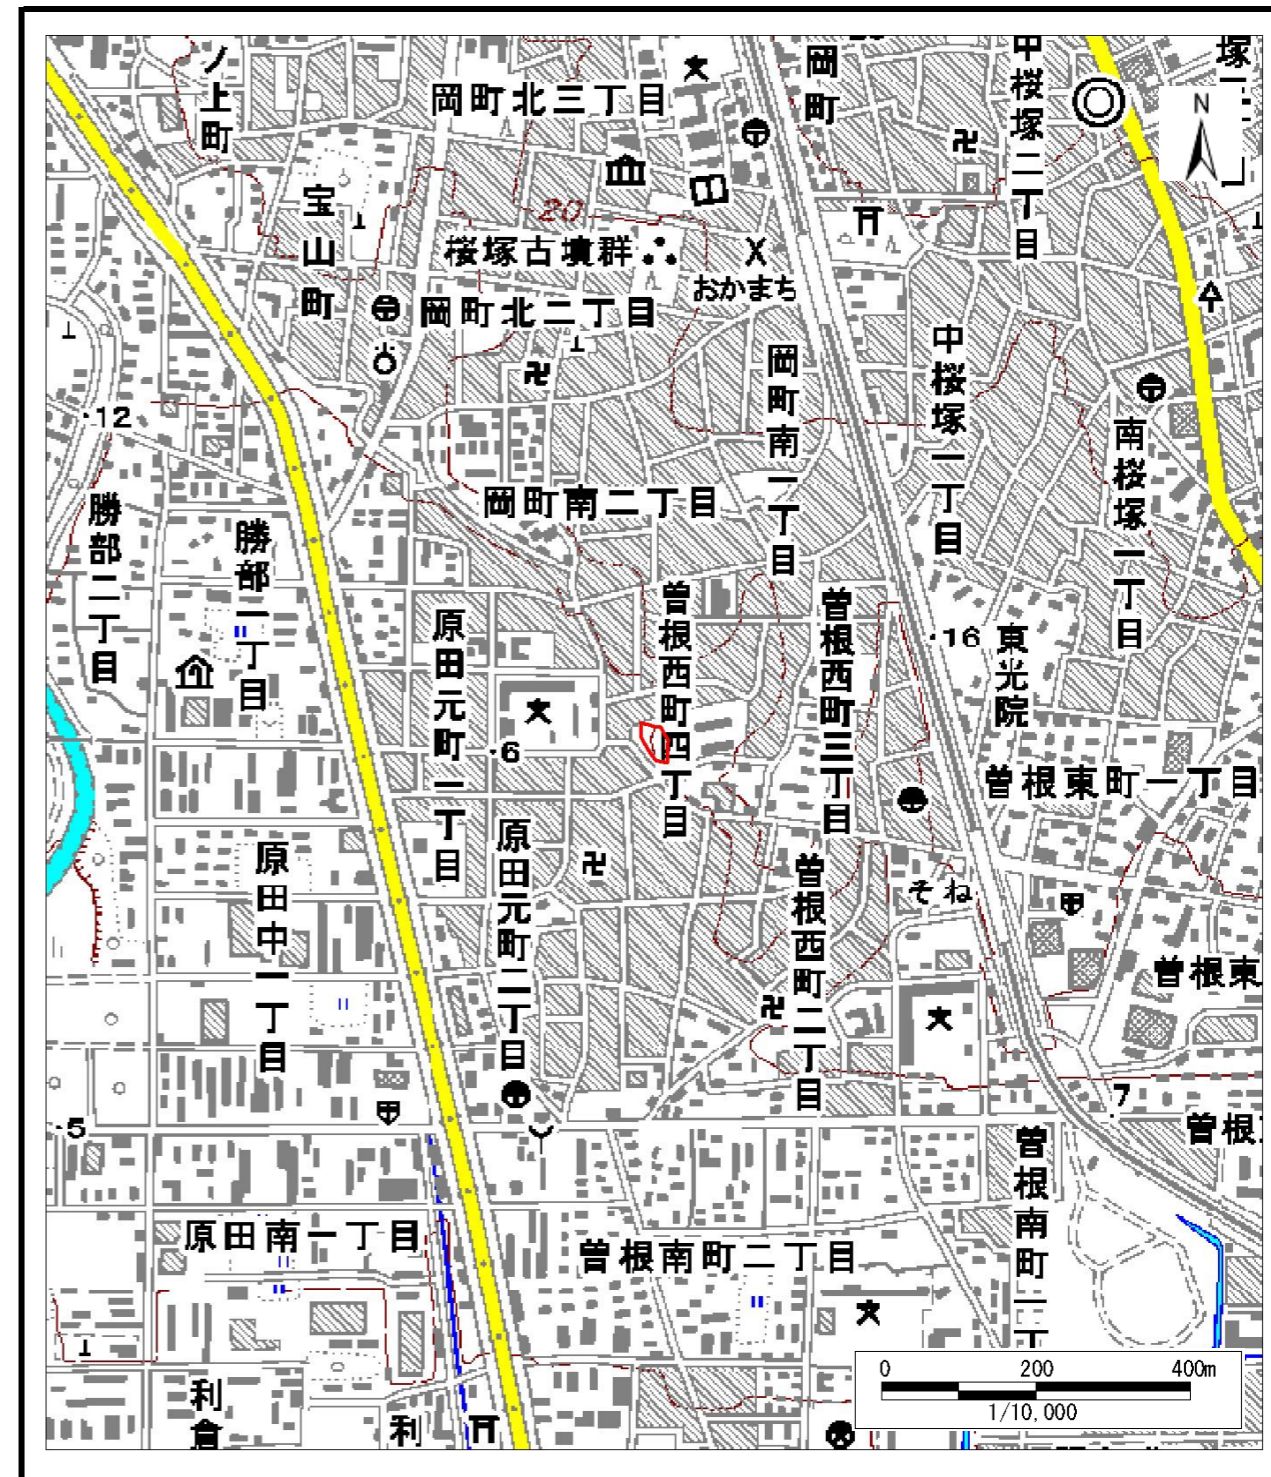 ノ上町
岡町北三丁目
岡町
中桜塚二丁目
塚一
N
宝山町
20
桜塚古墳群
おかまち
岡町北二丁目
岡町南一丁目
中桜塚一丁目
南桜塚一丁目
12
勝部二丁目
勝部一丁目
岡町南二丁目
原田元町一丁目
曽根西町四丁目
曽根西町三丁目
16
東光院
6
曽根東町一丁目
原田中一丁目
原田元町二丁目
曽根西町二丁目
そね
曽根東
5
7
曽根
曽根南町一丁
原田南一丁目
曽根南町二丁目
利倉
利
0 200 400m
1/10,000